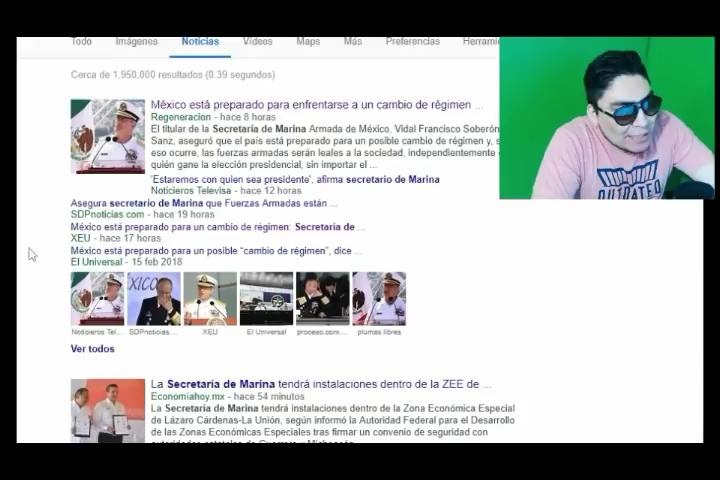 Todo Imágenes Noticias Videos Maps Más Preferencias Herramie
Cerca de 1,950,000 resultados (0.39 segundos)
México está preparado para enfrentarse a un cambio de régimen ...
Regeneracion - hace 8 horas
El titular de la Secretaría de Marina Armada de México, Vidal Francisco Soberón
Sanz, aseguró que el país está preparado para un posible cambio de régimen y, s
eso ocurre, las fuerzas armadas serán leales a la sociedad, independientemente
quién gane la elección presidencial, sin importar el ...
'Estaremos con quien sea presidente', afirma secretario de Marina
Noticieros Televisa - hace 12 horas
Asegura secretario de Marina que Fuerzas Armadas están ...
SDPnoticias.com - hace 19 horas
México está preparado para un cambio de régimen: Secretaría de ...
XEU - hace 17 horas
México está preparado para un posible "cambio de régimen", dice ...
El Universal - 15 feb 2018
Noticieros Tel... SDPnoticias.... XEU El Universal proceso.com... plumas libres
Ver todos
La Secretaría de Marina tendrá instalaciones dentro de la ZEE de ...
Economiahoy.mx - hace 54 minutos
La Secretaría de Marina tendrá instalaciones dentro de la Zona Económica Especial
de Lázaro Cárdenas-La Unión, según informó la Autoridad Federal para el Desarrollo
de las Zonas Económicas Especiales tras firmar un convenio de seguridad con
autoridades estatales de Guerrero y Michoacán